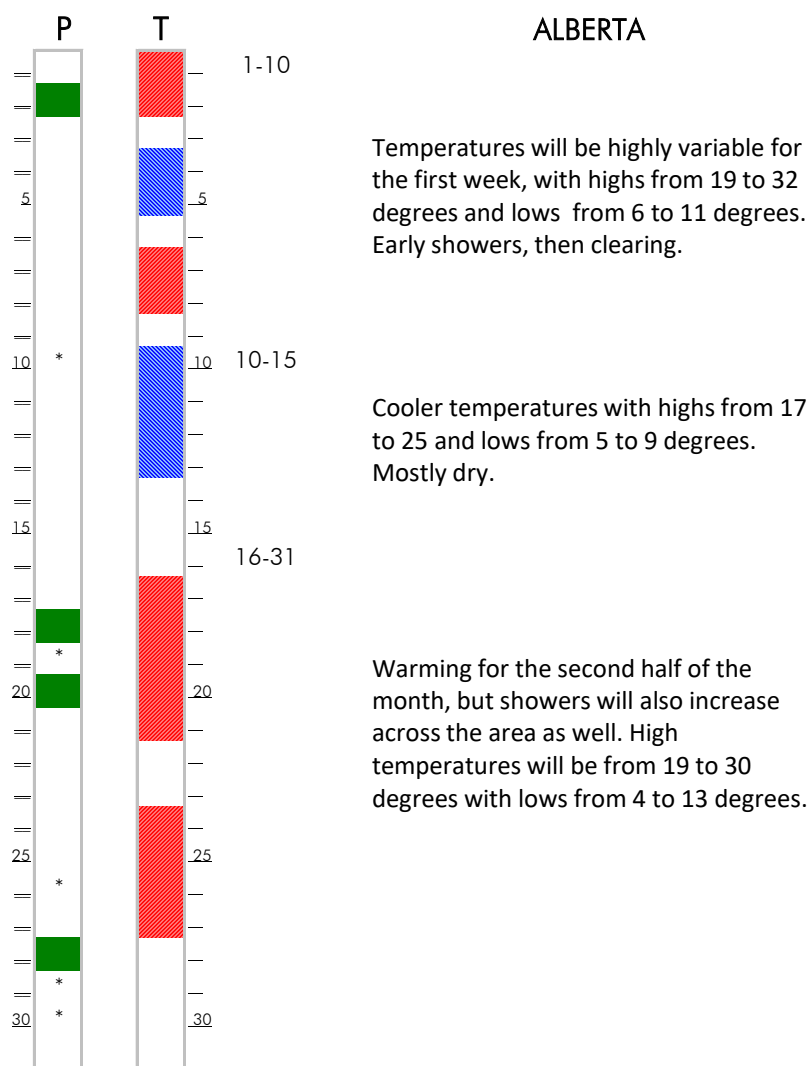 P T ALBERTA
1-10
Temperatures will be highly variable for
the first week, with highs from 19 to 32
degrees and lows  from 6 to 11 degrees.
Early showers, then clearing.
5 5
*
10 10 10-15
Cooler temperatures with highs from 17
to 25 and lows from 5 to 9 degrees.
Mostly dry.
15 15
16-31
*
Warming for the second half of the
month, but showers will also increase
across the area as well. High
temperatures will be from 19 to 30
degrees with lows from 4 to 13 degrees.
20 20
25 25
*
*
*
30 30